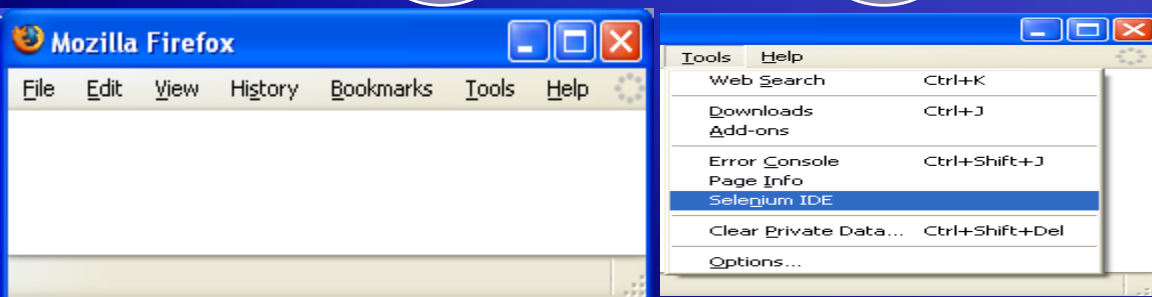 Mozilla Firefox
File Edit View History Bookmarks Tools Help
Tools Help
Web Search Ctrl+K
Downloads Ctrl+J
Add-ons
Error Console Ctrl+Shift+J
Page Info
Selenium IDE
Clear Private Data... Ctrl+Shift+Del
Options...